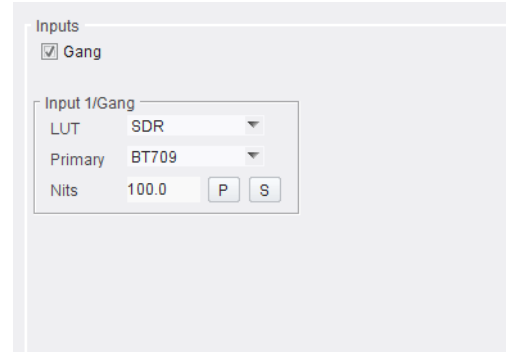 Inputs
Gang
Input 1/Gang
LUT SDR
Primary BT709
Nits 100.0 P S